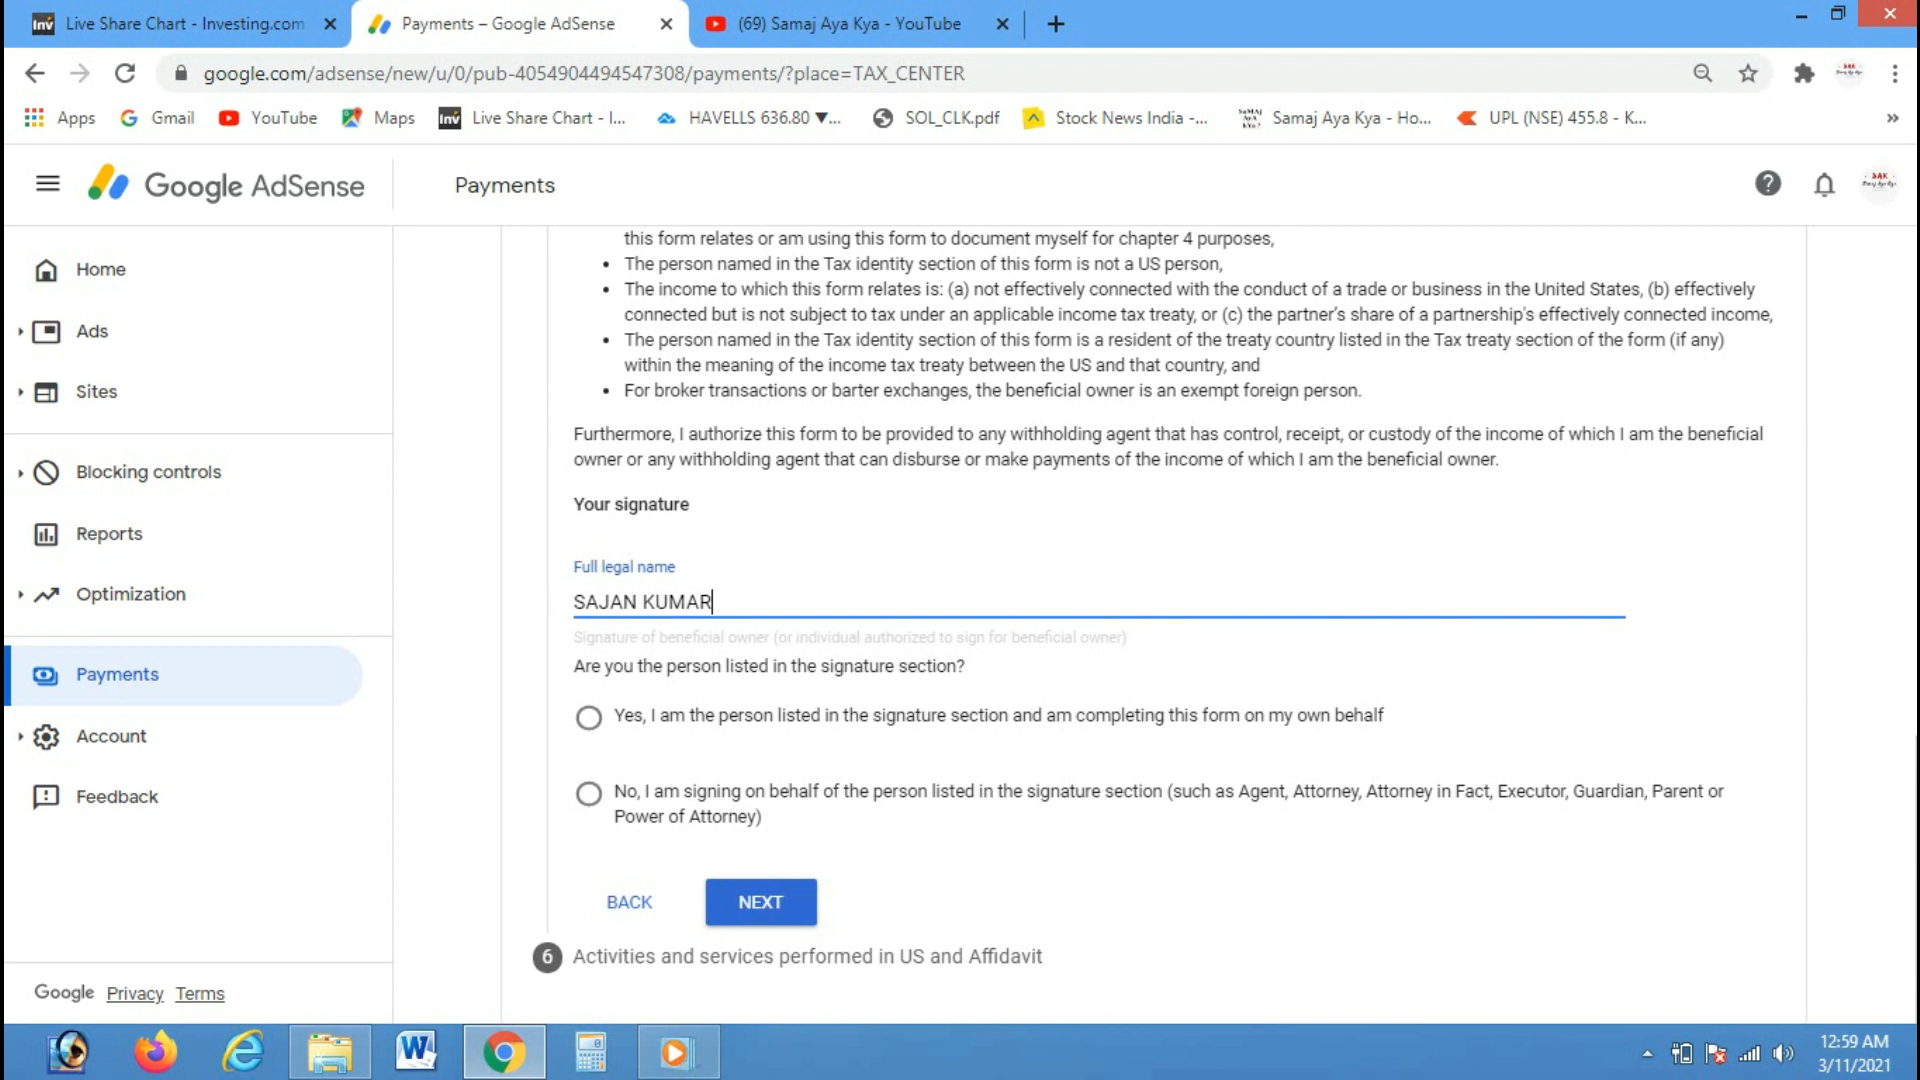 Live Share Chart - Investing.com
Payments – Google AdSense
(69) Samaj Aya Kya - YouTube
google.com/adsense/new/u/0/pub-4054904494547308/payments/?place=TAX_CENTER
Apps
Gmail
YouTube
Maps
Live Share Chart - I...
HAVELLS 636.80 ▼...
SOL_CLK.pdf
Stock News India -...
Samaj Aya Kya - Ho...
UPL (NSE) 455.8 - K...
Google AdSense
Payments
Home
Ads
Sites
Blocking controls
Reports
Optimization
Payments
Account
Feedback
Google Privacy Terms
this form relates or am using this form to document myself for chapter 4 purposes,
• The person named in the Tax identity section of this form is not a US person,
• The income to which this form relates is: (a) not effectively connected with the conduct of a trade or business in the United States, (b) effectively
connected but is not subject to tax under an applicable income tax treaty, or (c) the partner's share of a partnership's effectively connected income,
• The person named in the Tax identity section of this form is a resident of the treaty country listed in the Tax treaty section of the form (if any)
within the meaning of the income tax treaty between the US and that country, and
• For broker transactions or barter exchanges, the beneficial owner is an exempt foreign person.
Furthermore, I authorize this form to be provided to any withholding agent that has control, receipt, or custody of the income of which I am the beneficial
owner or any withholding agent that can disburse or make payments of the income of which I am the beneficial owner.
Your signature
Full legal name
SAJAN KUMAR
Signature of beneficial owner (or individual authorized to sign for beneficial owner)
Are you the person listed in the signature section?
Yes, I am the person listed in the signature section and am completing this form on my own behalf
No, I am signing on behalf of the person listed in the signature section (such as Agent, Attorney, Attorney in Fact, Executor, Guardian, Parent or
Power of Attorney)
BACK
NEXT
6 Activities and services performed in US and Affidavit
12:59 AM
3/11/2021